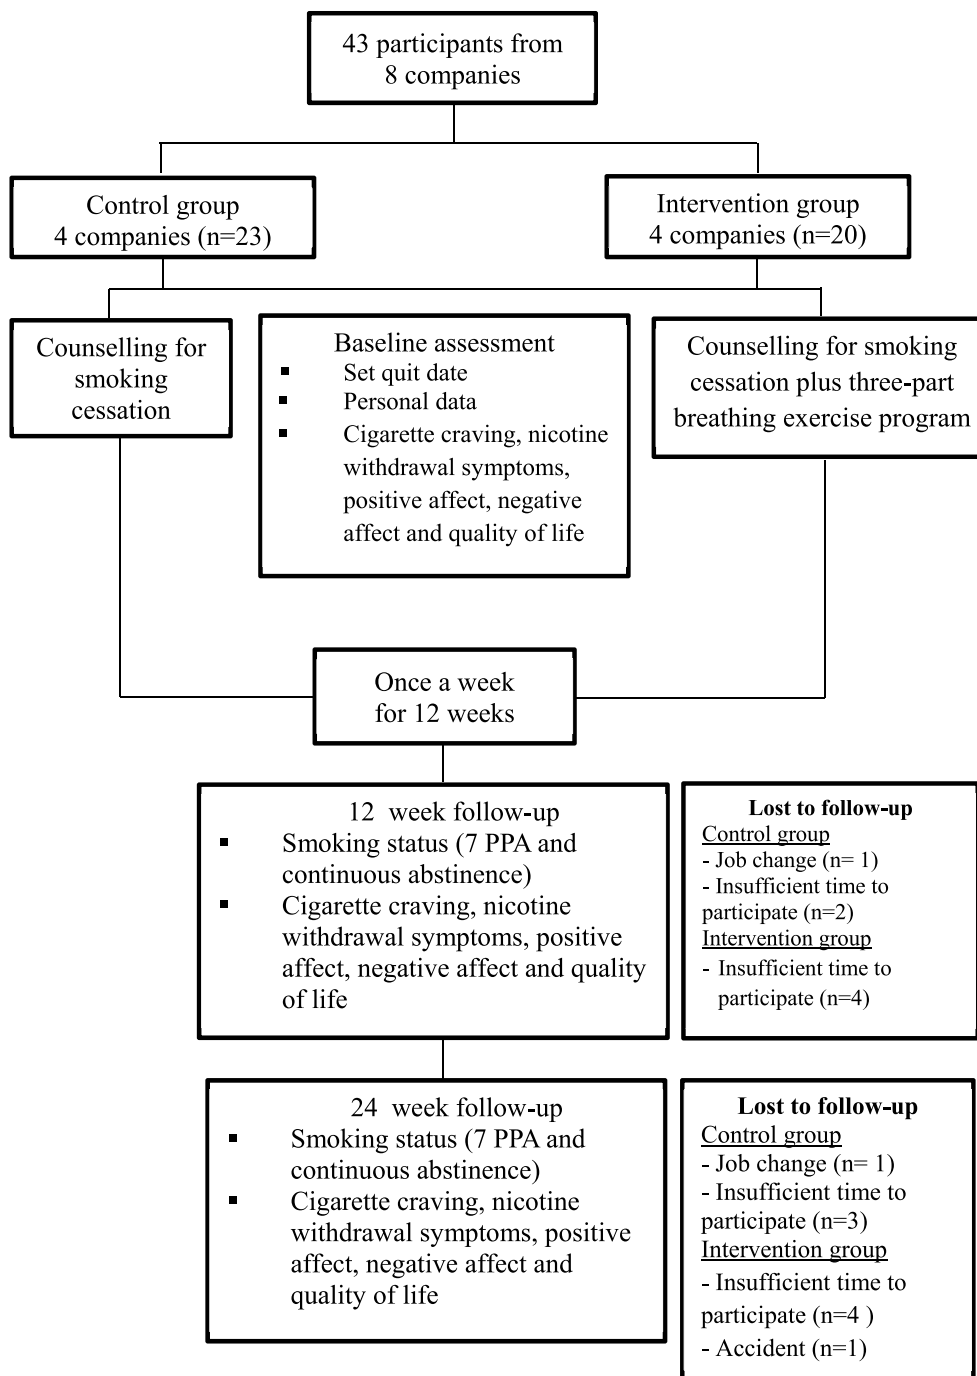 43 participants from
8 companies
Control group
4 companies (n=23)
Intervention group
4 companies (n=20)
Counselling for
smoking
cessation
Baseline assessment
▪ Set quit date
▪ Personal data
▪ Cigarette craving, nicotine
withdrawal symptoms,
positive affect, negative
affect and quality of life
Counselling for smoking
cessation plus three-part
breathing exercise program
Once a week
for 12 weeks
12 week follow-up
▪ Smoking status (7 PPA and
continuous abstinence)
▪ Cigarette craving, nicotine
withdrawal symptoms, positive
affect, negative affect and quality
of life
Lost to follow-up
Control group
- Job change (n= 1)
- Insufficient time to
participate (n=2)
Intervention group
- Insufficient time to
participate (n=4)
24 week follow-up
▪ Smoking status (7 PPA and
continuous abstinence)
▪ Cigarette craving, nicotine
withdrawal symptoms, positive
affect, negative affect and
quality of life
Lost to follow-up
Control group
- Job change (n= 1)
- Insufficient time to
participate (n=3)
Intervention group
- Insufficient time to
participate (n=4 )
- Accident (n=1)